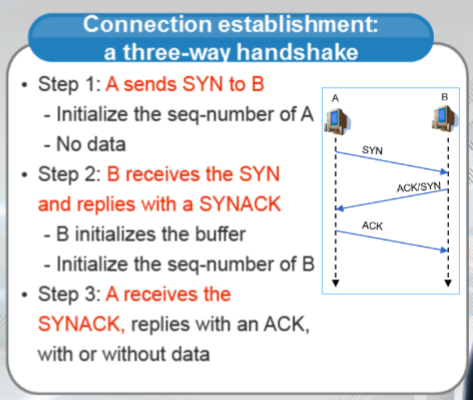 Connection establishment:
a three-way handshake
• Step 1: A sends SYN to B
- Initialize the seq-number of A
- No data
• Step 2: B receives the SYN
and replies with a SYNACK
- B initializes the buffer
- Initialize the seq-number of B
• Step 3: A receives the
SYNACK, replies with an ACK,
with or without data
A
B
SYN
ACK/SYN
ACK